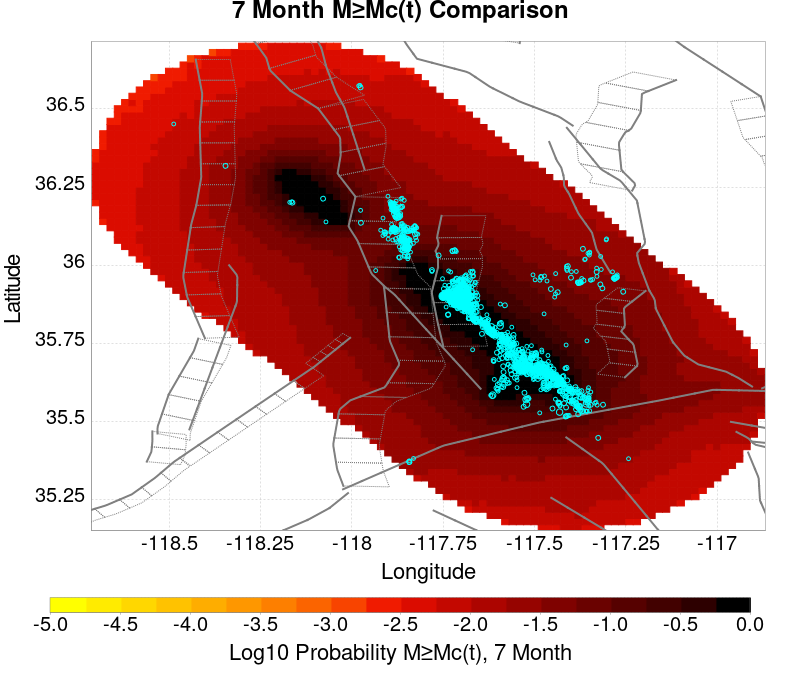 7 Month M≥Mc(t) Comparison
36.5
36.25
36
35.75
35.5
35.25
Latitude
-118.5 -118.25 -118 -117.75 -117.5 -117.25 -117
Longitude
-5.0 -4.5 -4.0 -3.5 -3.0 -2.5 -2.0 -1.5 -1.0 -0.5 0.0
Log10 Probability M≥Mc(t), 7 Month